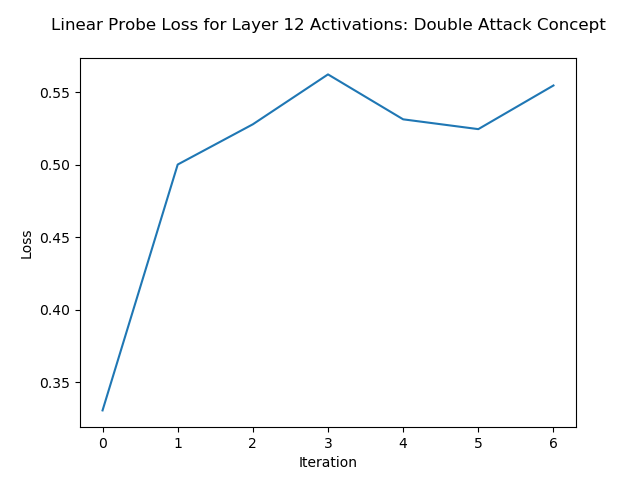 Linear Probe Loss for Layer 12 Activations: Double Attack Concept
0.55
0.50
0.45
0.40
0.35
Loss
0 1 2 3 4 5 6
Iteration